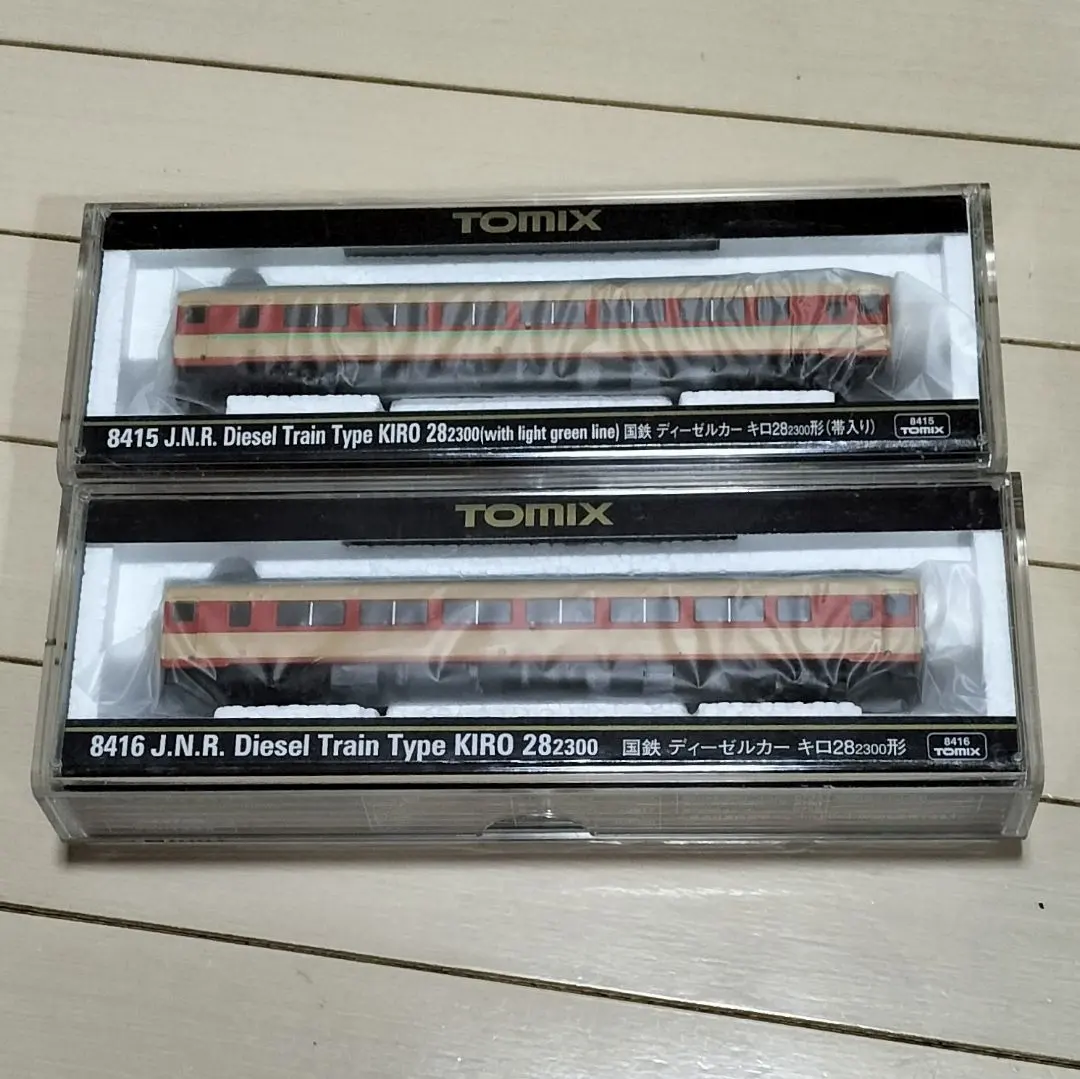 TOMIX
8415 J.N.R. Diesel Train Type KIRO 282300(with light green line) 国鉄 ディーゼルカー キロ282300形(帯入り)
8415
TOMIX
TOMIX
8416 J.N.R. Diesel Train Type KIRO 282300 国鉄 ディーゼルカー キロ282300形
8416
TOMIX